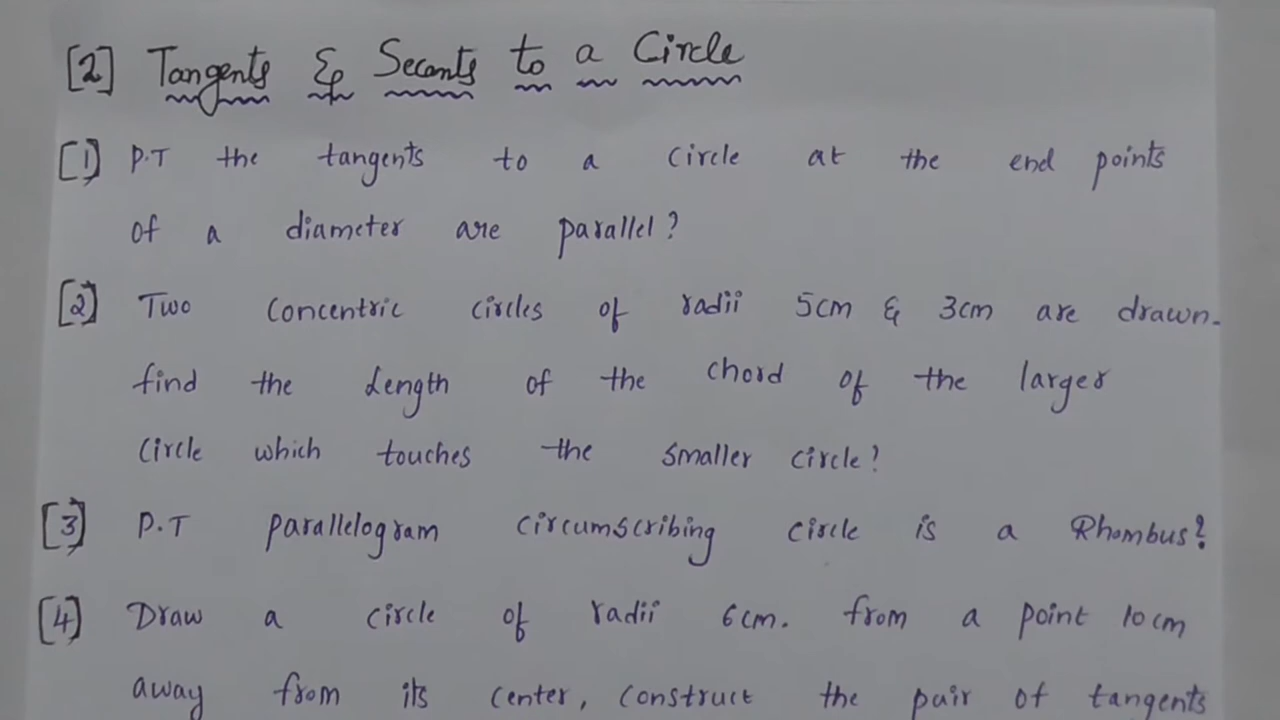 [2] Tangents & Secants to a Circle
[1] P.T the tangents to a circle at the end points
of a diameter are parallel?
[2] Two concentric circles of radii 5cm & 3cm are drawn.
find the Length of the chord of the larger
circle which touches the smaller circle?
[3] P.T parallelogram circumscribing circle is a Rhombus?
[4] Draw a circle of radii 6cm. from a point 10cm
away from its center, construct the pair of tangents